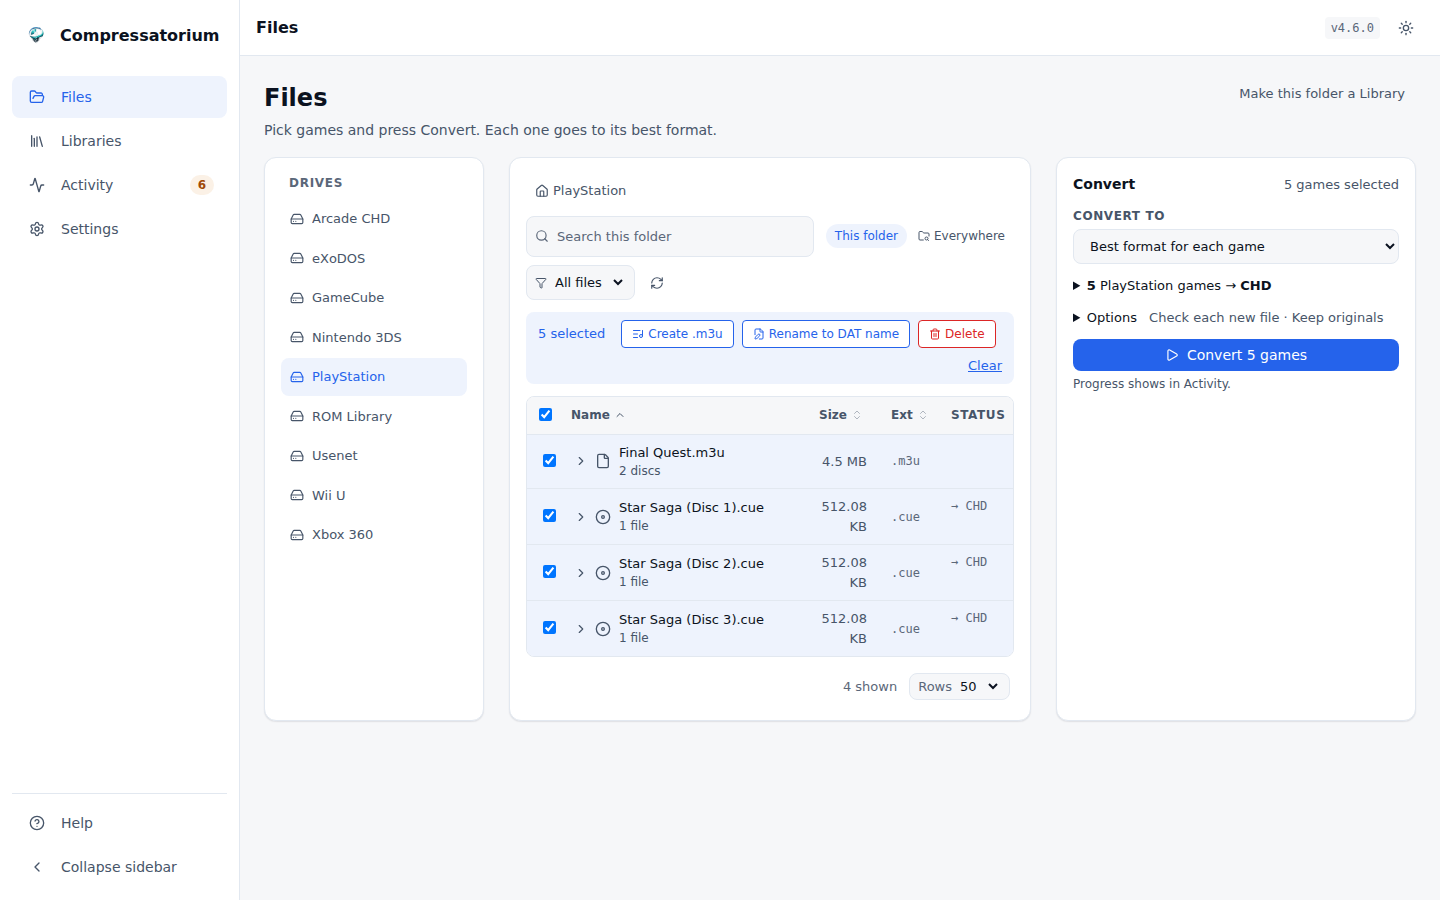 Compressatorium
Files
v4.6.0
Files
Libraries
Activity
6
Settings
Help
Collapse sidebar
Files
Make this folder a Library
Pick games and press Convert. Each one goes to its best format.
DRIVES
Arcade CHD
eXoDOS
GameCube
Nintendo 3DS
PlayStation
ROM Library
Usenet
Wii U
Xbox 360
PlayStation
Search this folder
This folder
Everywhere
All files
5 selected
Create .m3u
Rename to DAT name
Delete
Clear
Name
Size
Ext
STATUS
Final Quest.m3u
2 discs
4.5 MB
.m3u
Star Saga (Disc 1).cue
1 file
512.08 KB
.cue
→ CHD
Star Saga (Disc 2).cue
1 file
512.08 KB
.cue
→ CHD
Star Saga (Disc 3).cue
1 file
512.08 KB
.cue
→ CHD
4 shown
Rows 50
Convert
5 games selected
CONVERT TO
Best format for each game
5 PlayStation games → CHD
Options Check each new file · Keep originals
Convert 5 games
Progress shows in Activity.